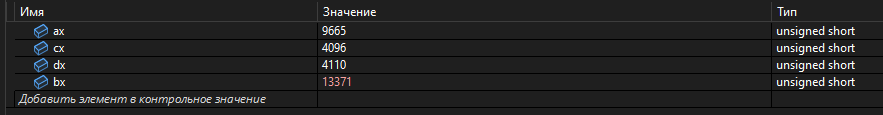 Имя Значение Тип
ax 9665 unsigned short
cx 4096 unsigned short
dx 4110 unsigned short
bx 13371 unsigned short
Добавить элемент в контрольное значение